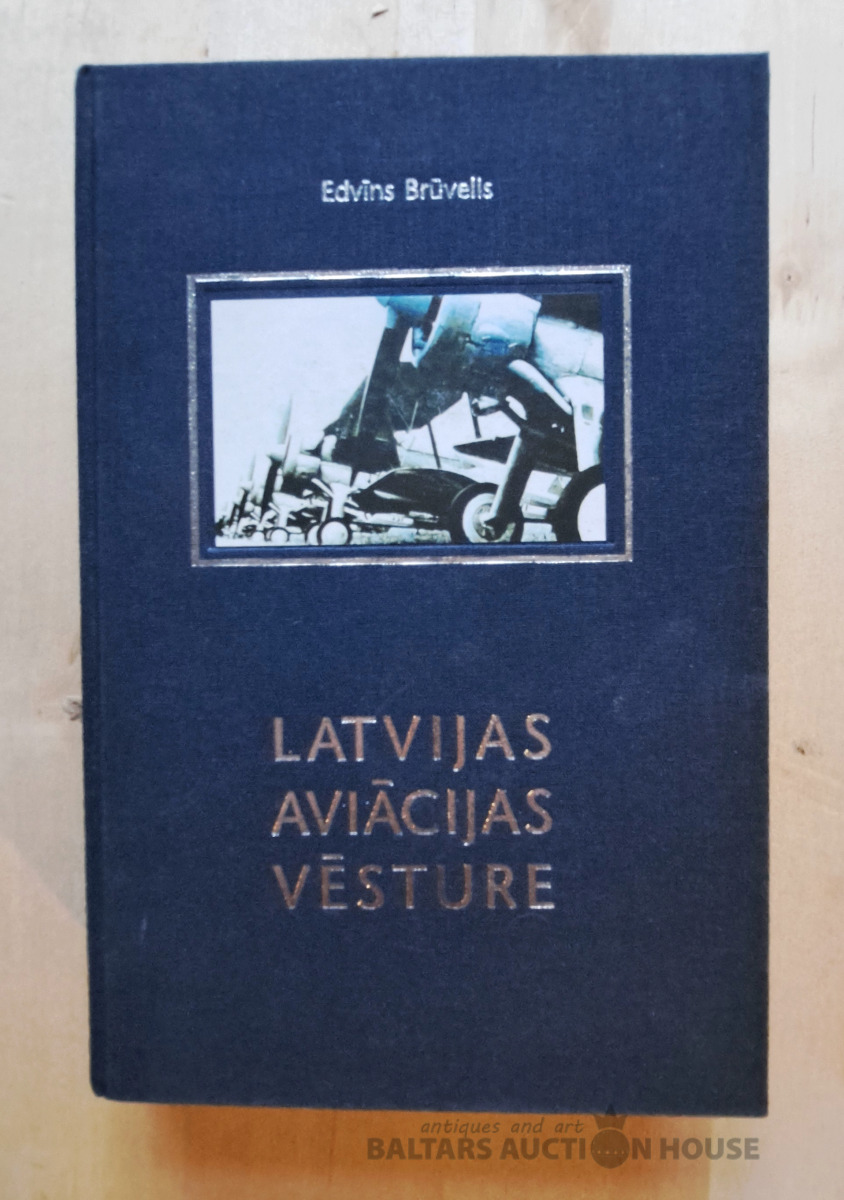 Edvīns Brūvelis
LATVIJAS
AVIĀCIJAS
VĒSTURE
antiques and art
BALTARS AUCTION HOUSE